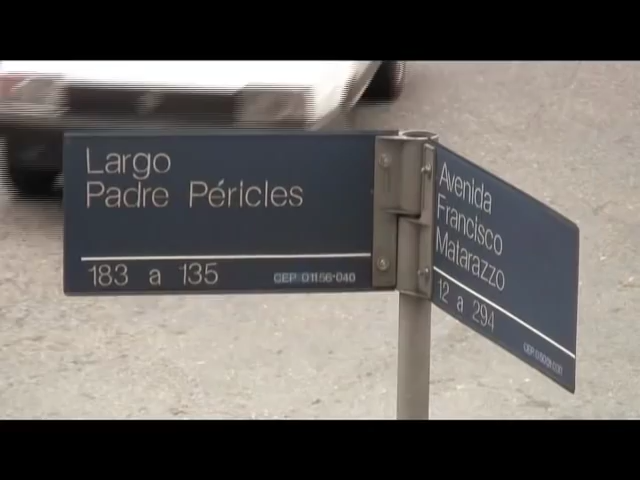 Largo
Padre Péricles
183 a 135
CEP 01156-040
Avenida
Francisco
Matarazzo
12 a 294